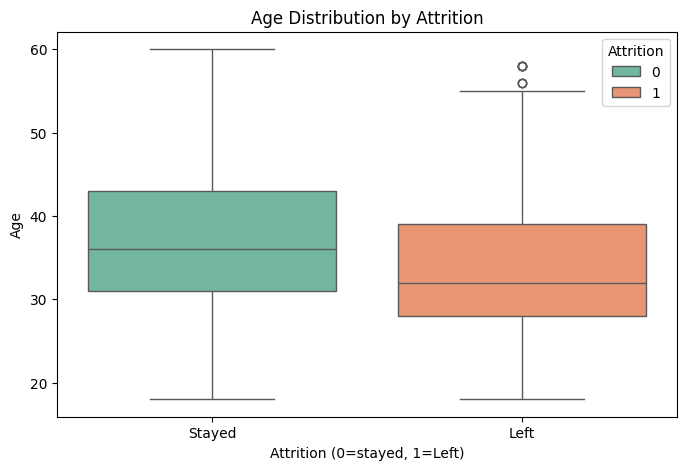 Age Distribution by Attrition
60
50
40
30
20
Age
Attrition
0
1
Stayed
Left
Attrition (0=stayed, 1=Left)